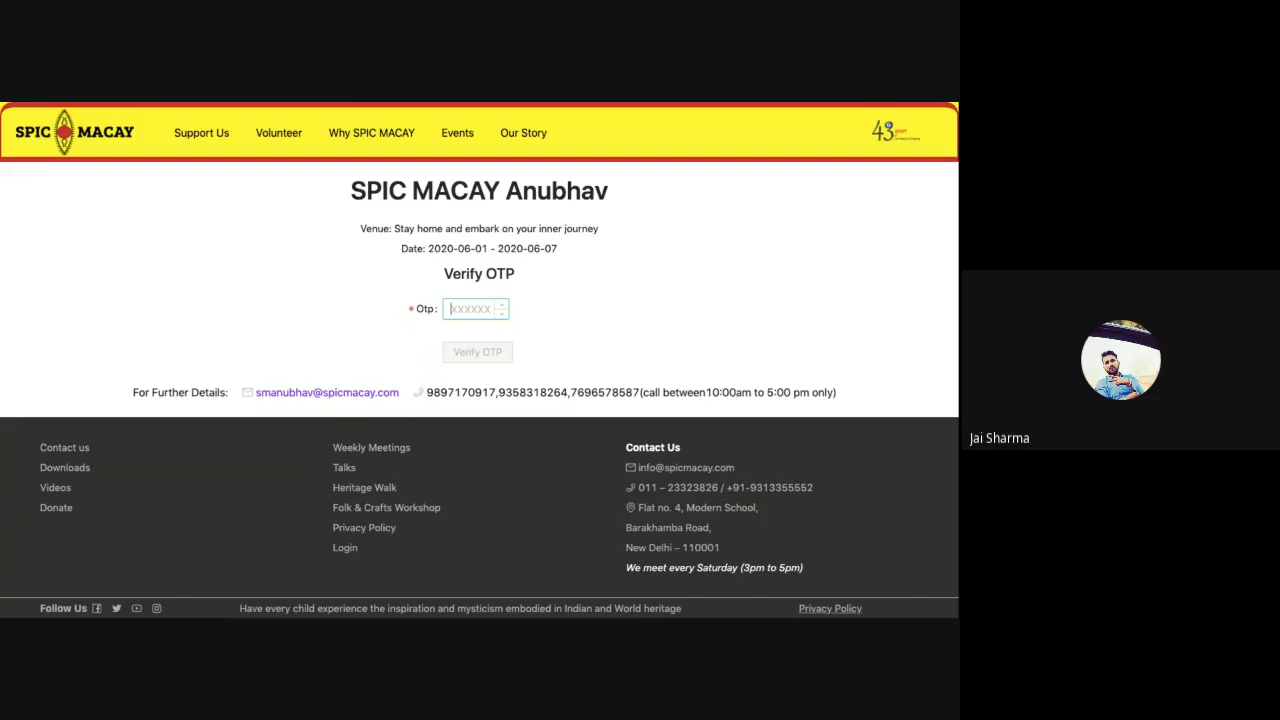 SPIC MACAY
Support Us Volunteer Why SPIC MACAY Events Our Story
43
SPIC MACAY Anubhav
Venue: Stay home and embark on your inner journey
Date: 2020-06-01 - 2020-06-07
Verify OTP
* Otp: XXXXXX
Verify OTP
For Further Details: smanubhav@spicmacay.com 9897170917,9358318264,7696578587(call between10:00am to 5:00 pm only)
Jai Sharma
Contact us
Downloads
Videos
Donate
Weekly Meetings
Talks
Heritage Walk
Folk & Crafts Workshop
Privacy Policy
Login
Contact Us
info@spicmacay.com
011 – 23323826 / +91-9313355552
Flat no. 4, Modern School,
Barakhamba Road,
New Delhi – 110001
We meet every Saturday (3pm to 5pm)
Follow Us
Have every child experience the inspiration and mysticism embodied in Indian and World heritage
Privacy Policy